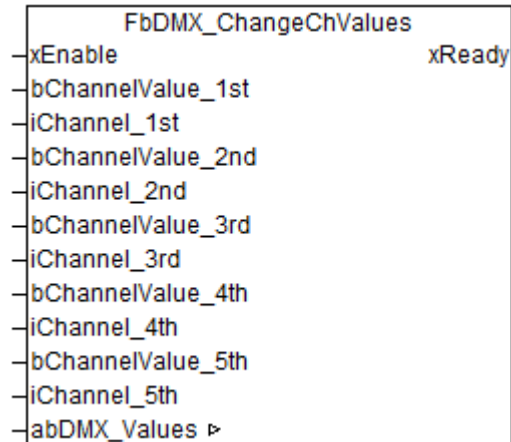 FbDMX_ChangeChValues
xEnable xReady
bChannelValue_1st
iChannel_1st
bChannelValue_2nd
iChannel_2nd
bChannelValue_3rd
iChannel_3rd
bChannelValue_4th
iChannel_4th
bChannelValue_5th
iChannel_5th
abDMX_Values ▹